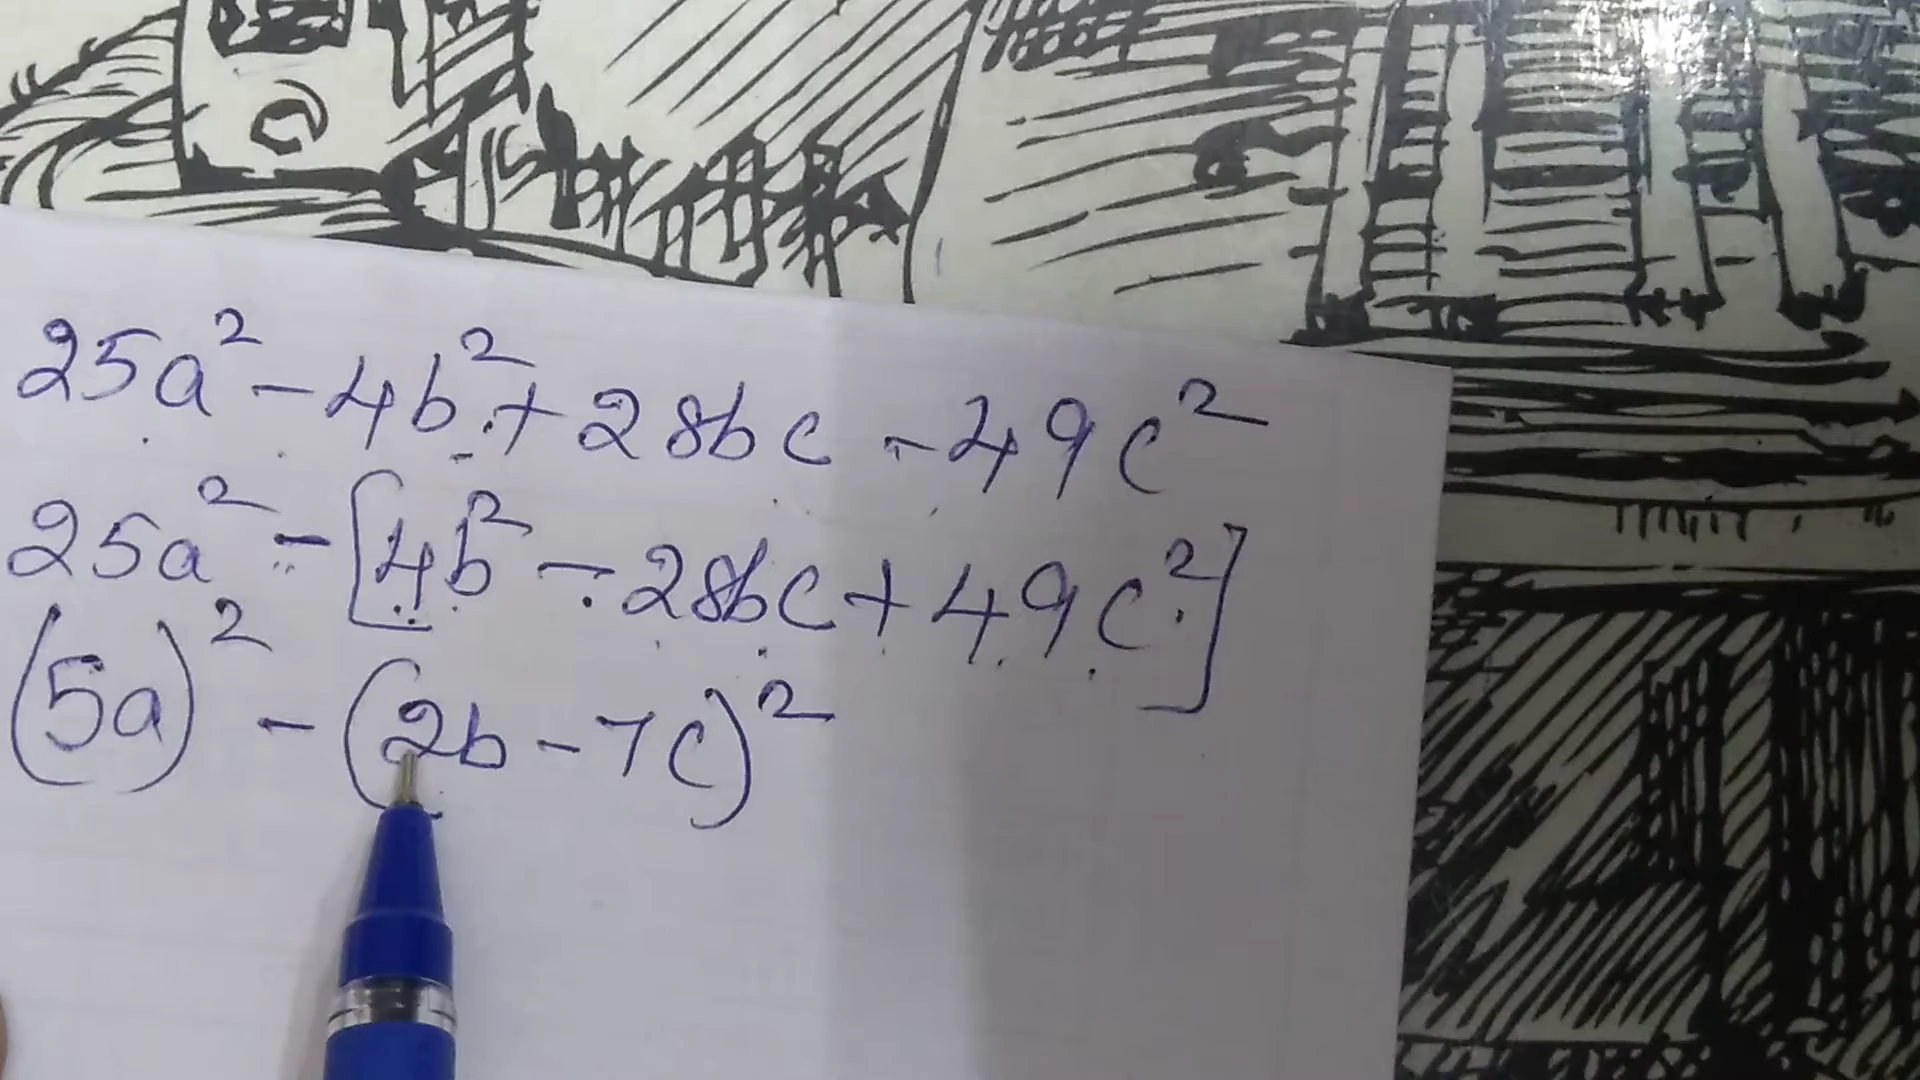 25a² - 4b² + 28bc - 49c²
25a² - [4b² - 28bc + 49c²]
(5a)² - (2b - 7c)²